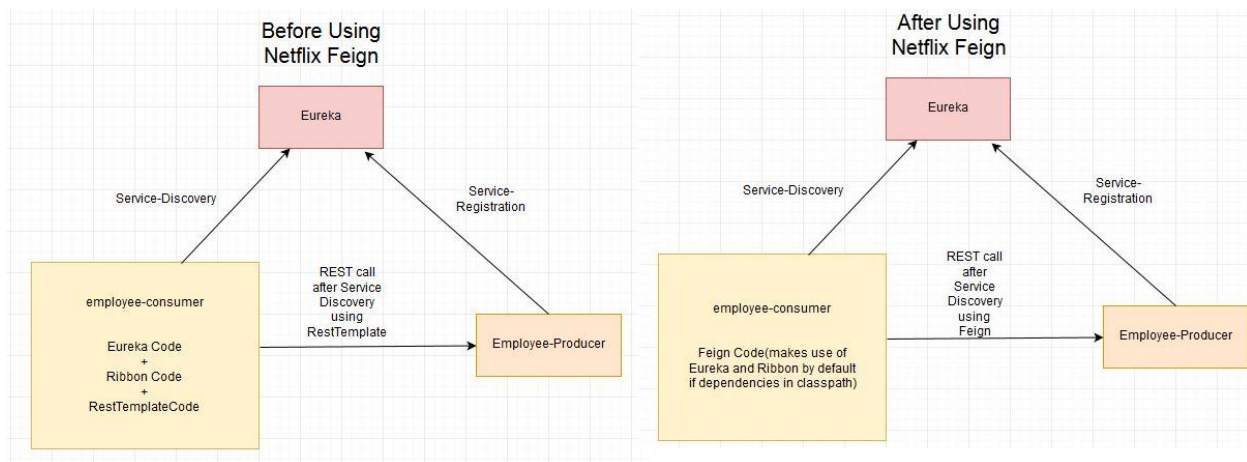 Before Using
Netflix Feign
Eureka
Service-Discovery
Service-
Registration
employee-consumer
Eureka Code
+
Ribbon Code
+
RestTemplateCode
REST call
after Service
Discovery
using
RestTemplate
Employee-Producer
After Using
Netflix Feign
Eureka
Service-Discovery
Service-
Registration
employee-consumer
Feign Code(makes use of
Eureka and Ribbon by default
if dependencies in classpath)
REST call
after
Service
Discovery
using
Feign
Employee-Producer